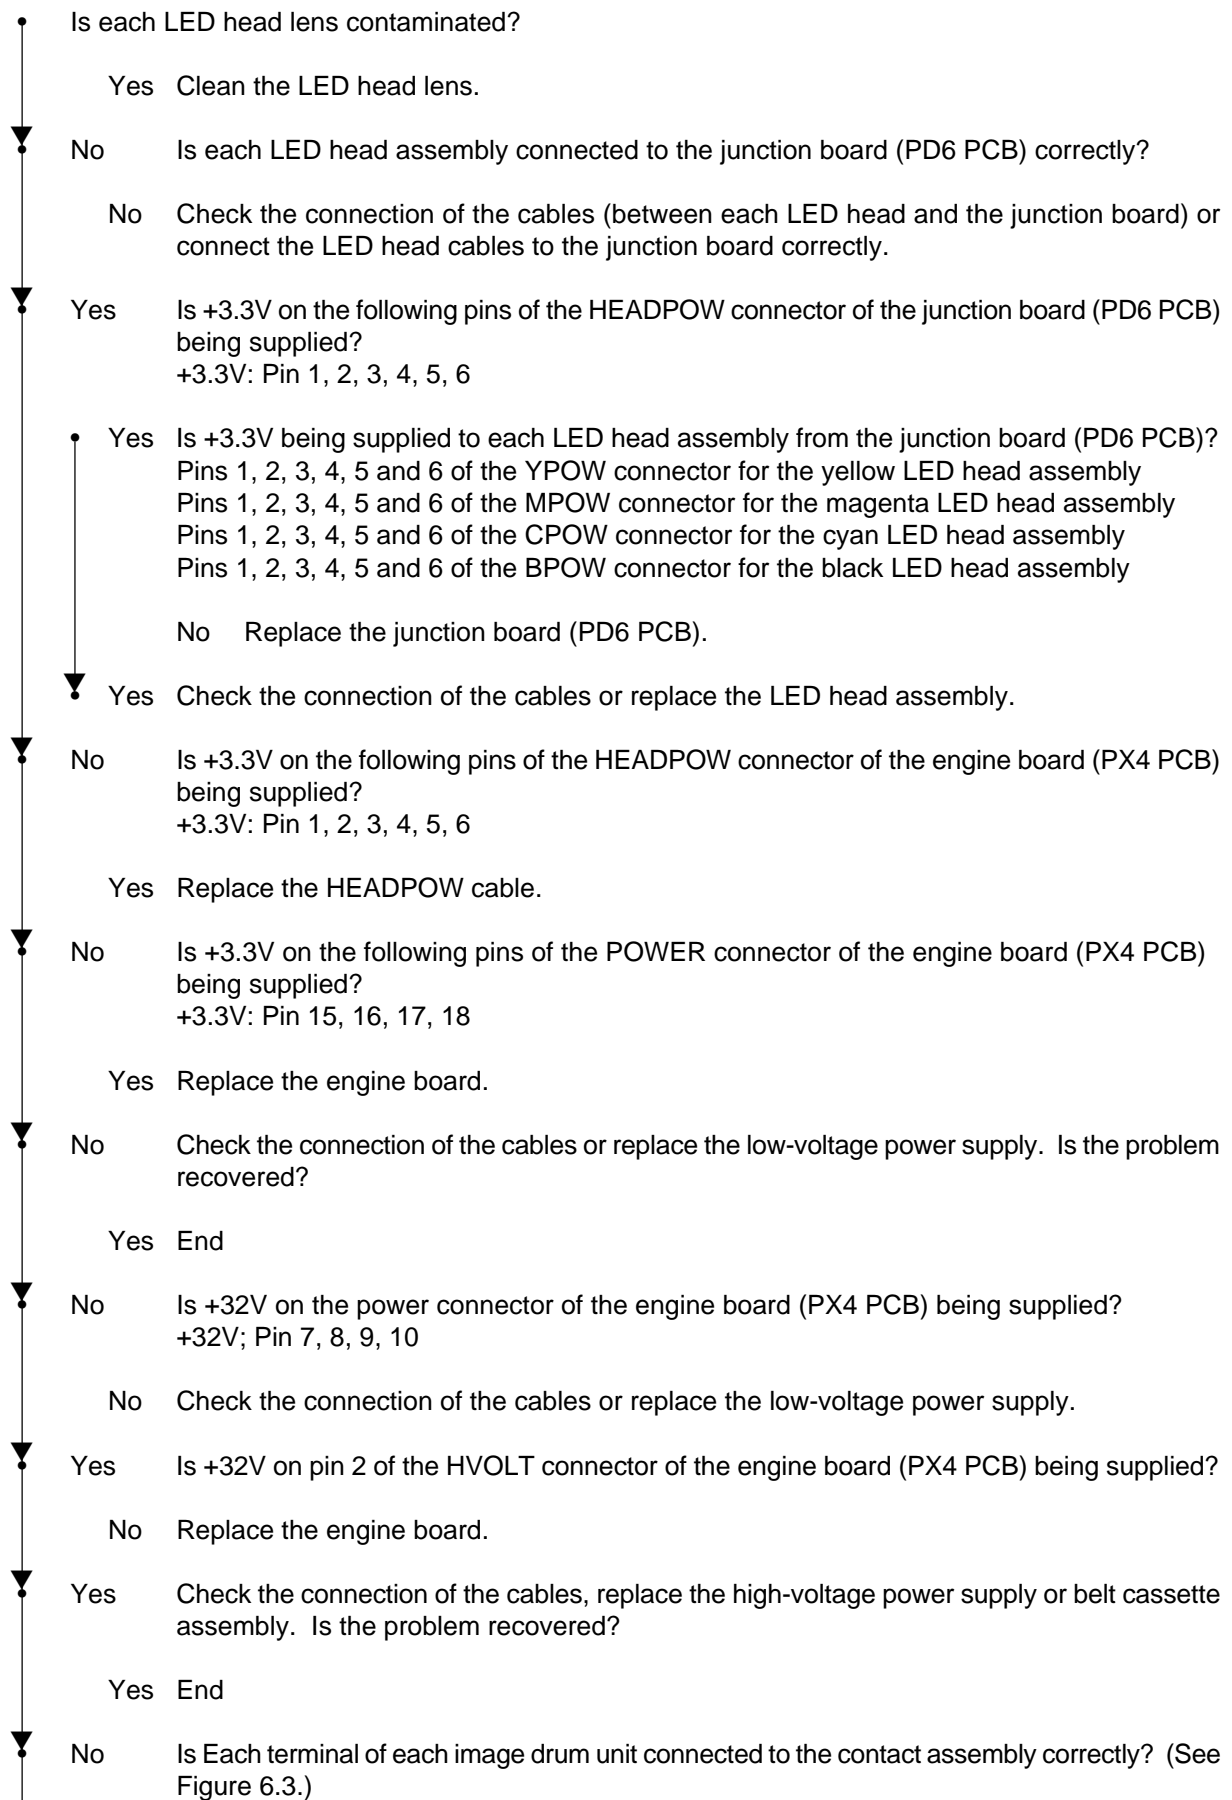 Is each LED head lens contaminated?
Yes Clean the LED head lens.
No Is each LED head assembly connected to the junction board (PD6 PCB) correctly?
No Check the connection of the cables (between each LED head and the junction board) or
connect the LED head cables to the junction board correctly.
Yes Is +3.3V on the following pins of the HEADPOW connector of the junction board (PD6 PCB)
being supplied?
+3.3V: Pin 1, 2, 3, 4, 5, 6
Yes Is +3.3V being supplied to each LED head assembly from the junction board (PD6 PCB)?
Pins 1, 2, 3, 4, 5 and 6 of the YPOW connector for the yellow LED head assembly
Pins 1, 2, 3, 4, 5 and 6 of the MPOW connector for the magenta LED head assembly
Pins 1, 2, 3, 4, 5 and 6 of the CPOW connector for the cyan LED head assembly
Pins 1, 2, 3, 4, 5 and 6 of the BPOW connector for the black LED head assembly
No Replace the junction board (PD6 PCB).
Yes Check the connection of the cables or replace the LED head assembly.
No Is +3.3V on the following pins of the HEADPOW connector of the engine board (PX4 PCB)
being supplied?
+3.3V: Pin 1, 2, 3, 4, 5, 6
Yes Replace the HEADPOW cable.
No Is +3.3V on the following pins of the POWER connector of the engine board (PX4 PCB)
being supplied?
+3.3V: Pin 15, 16, 17, 18
Yes Replace the engine board.
No Check the connection of the cables or replace the low-voltage power supply. Is the problem
recovered?
Yes End
No Is +32V on the power connector of the engine board (PX4 PCB) being supplied?
+32V; Pin 7, 8, 9, 10
No Check the connection of the cables or replace the low-voltage power supply.
Yes Is +32V on pin 2 of the HVOLT connector of the engine board (PX4 PCB) being supplied?
No Replace the engine board.
Yes Check the connection of the cables, replace the high-voltage power supply or belt cassette
assembly. Is the problem recovered?
Yes End
No Is Each terminal of each image drum unit connected to the contact assembly correctly? (See
Figure 6.3.)